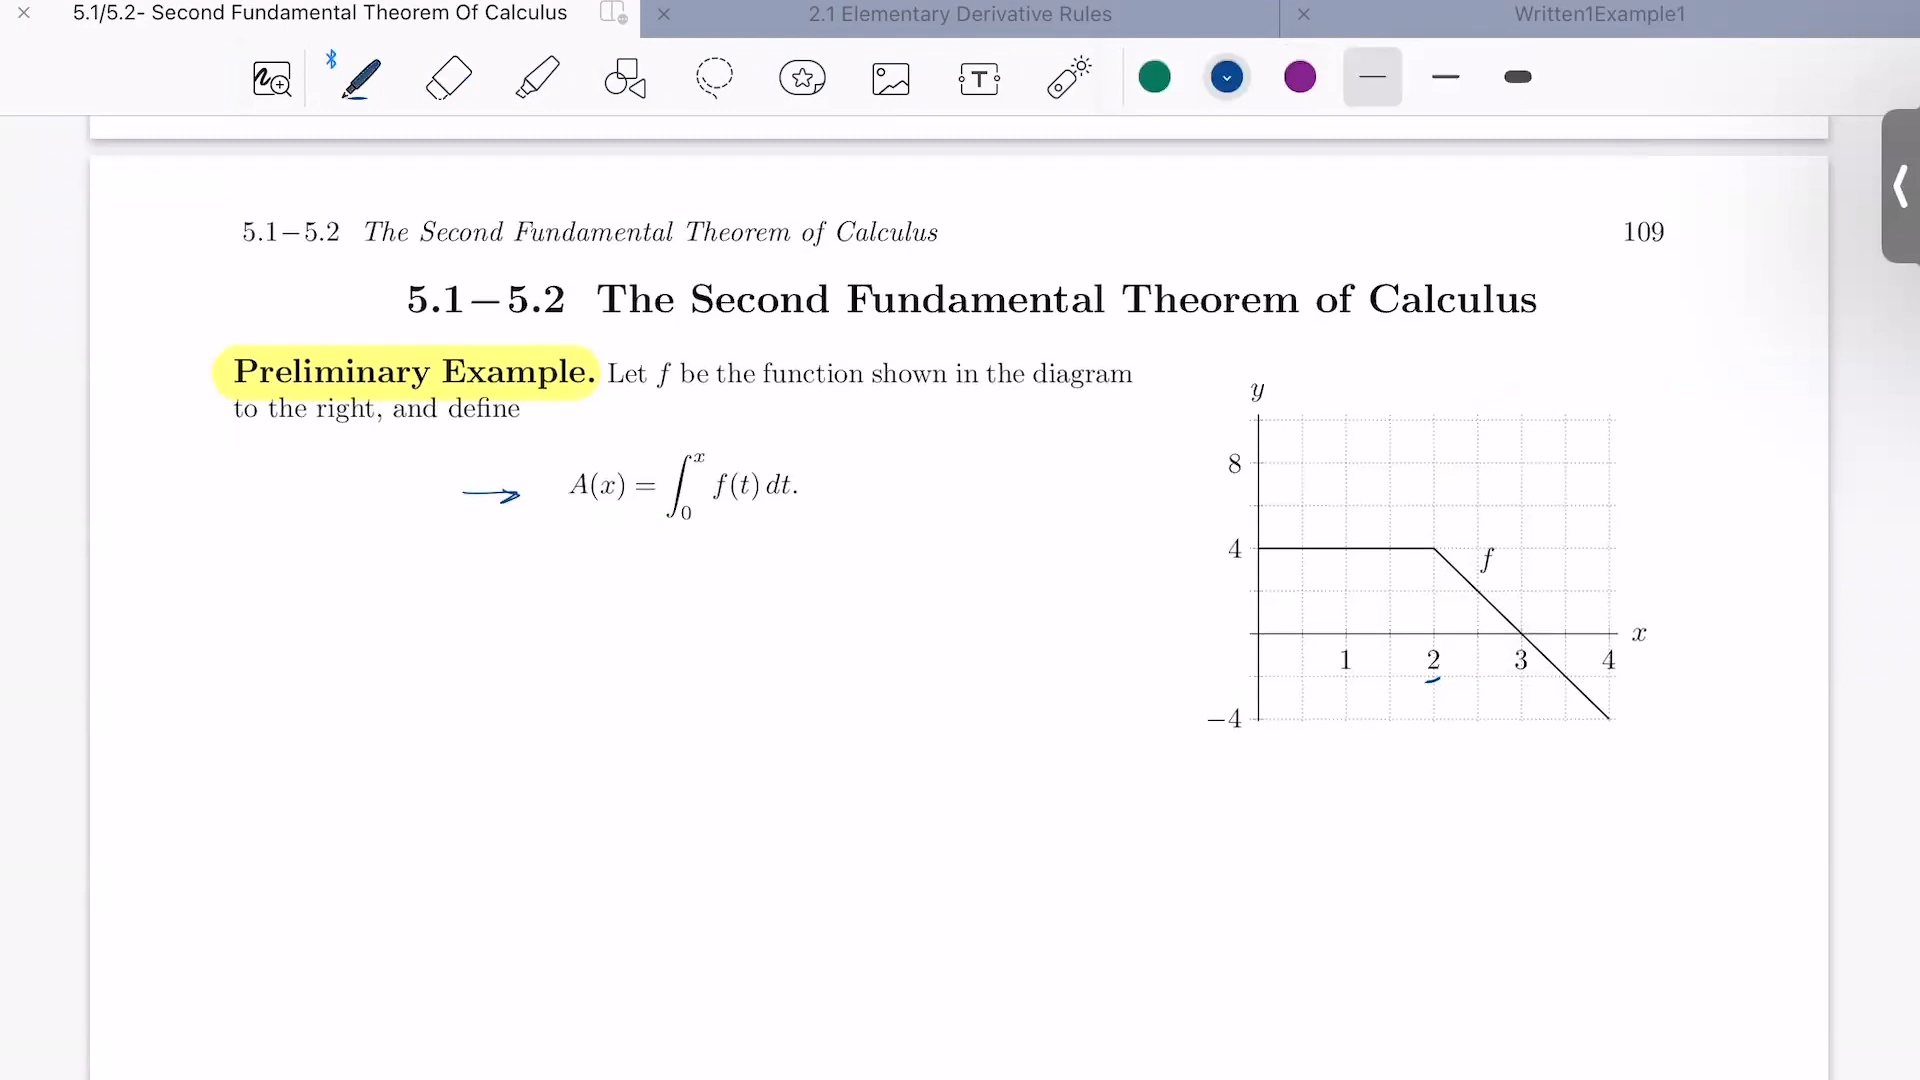 5.1/5.2- Second Fundamental Theorem Of Calculus
2.1 Elementary Derivative Rules
Written1Example1
5.1–5.2 The Second Fundamental Theorem of Calculus 109
5.1–5.2 The Second Fundamental Theorem of Calculus
Preliminary Example. Let f be the function shown in the diagram
to the right, and define
A(x) = ∫₀ˣ f(t) dt.
y
8
4
f
x
1 2 3 4
−4